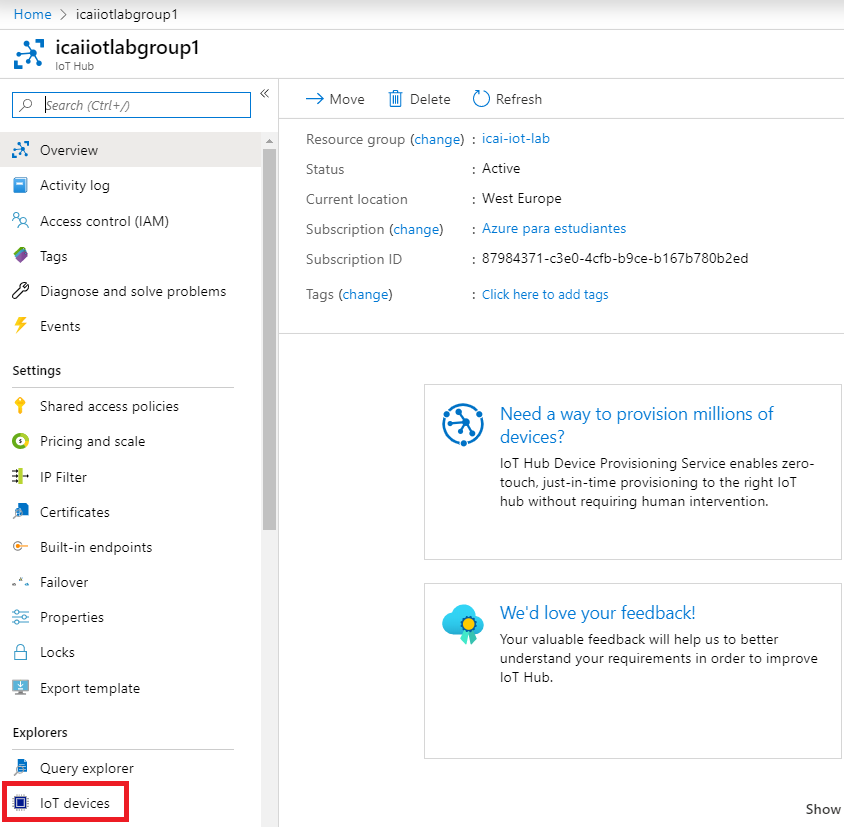 Home > icaiiotlabgroup1
icaiiotlabgroup1
IoT Hub
Search (Ctrl+/)
«
Overview
Activity log
Access control (IAM)
Tags
Diagnose and solve problems
Events
Settings
Shared access policies
Pricing and scale
IP Filter
Certificates
Built-in endpoints
Failover
Properties
Locks
Export template
Explorers
Query explorer
IoT devices
Move Delete Refresh
Resource group (change) : icai-iot-lab
Status : Active
Current location : West Europe
Subscription (change) : Azure para estudiantes
Subscription ID : 87984371-c3e0-4cfb-b9ce-b167b780b2ed
Tags (change) : Click here to add tags
Need a way to provision millions of
devices?
IoT Hub Device Provisioning Service enables zero-
touch, just-in-time provisioning to the right IoT
hub without requiring human intervention.
We'd love your feedback!
Your valuable feedback will help us to better
understand your requirements in order to improve
IoT Hub.
Show